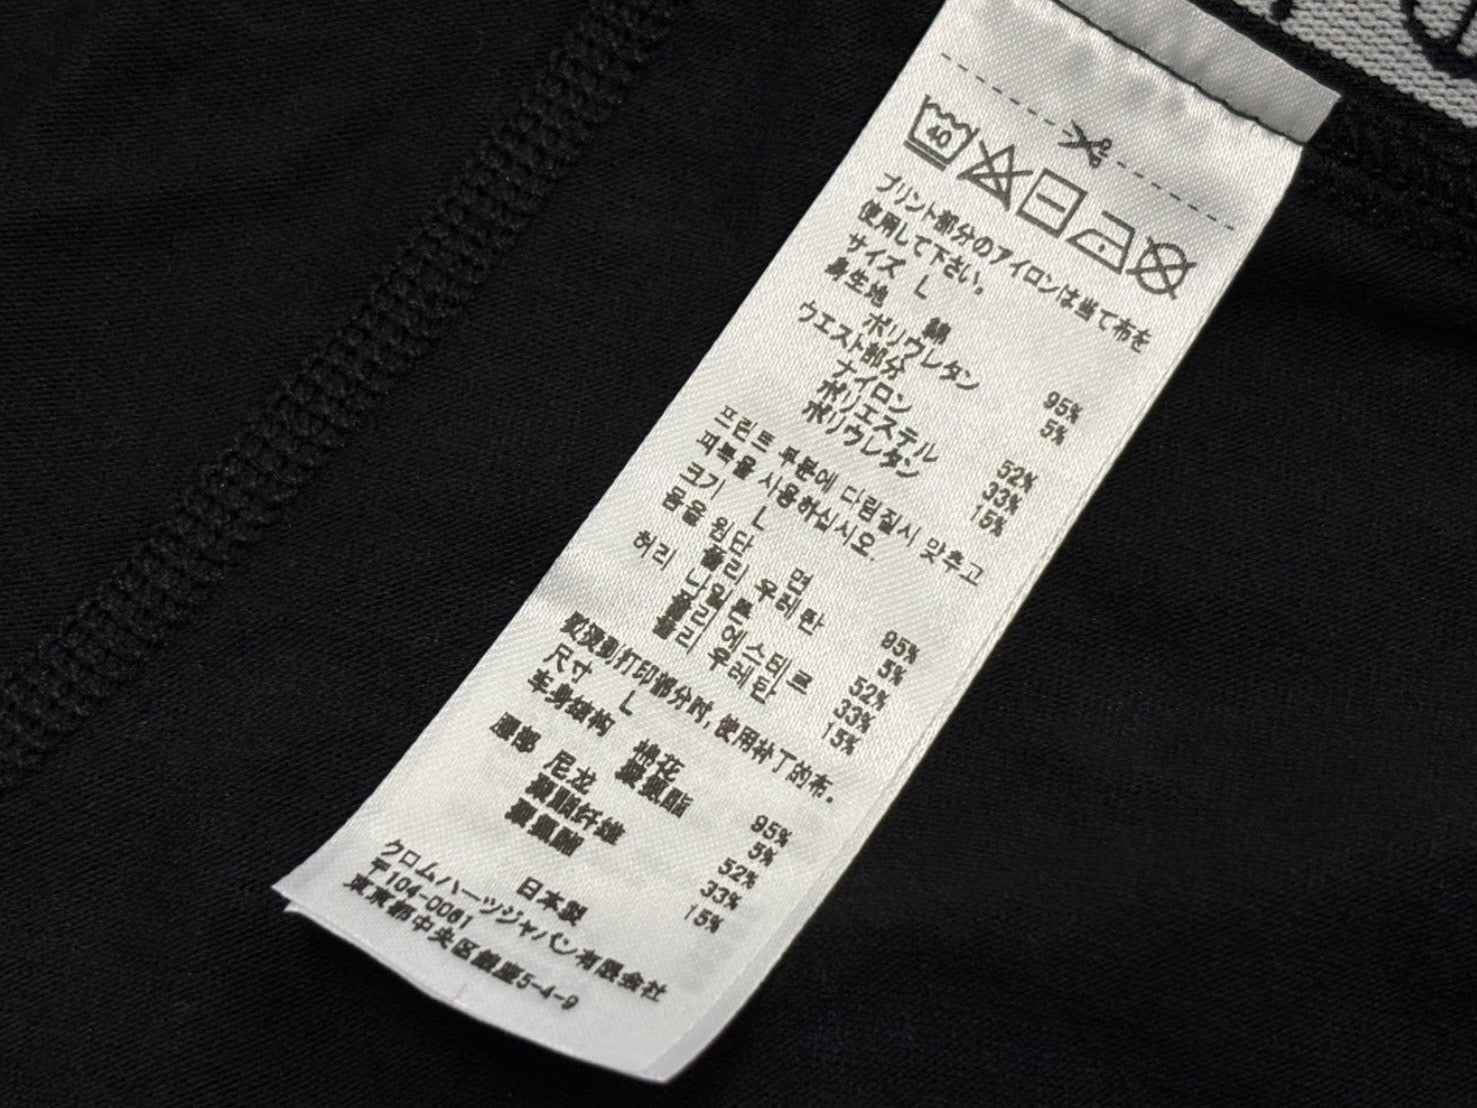 40
プリント部分のアイロンは当て布を
使用して下さい。
サイズ L
身生地 綿 95%
ポリウレタン 5%
ウエスト部分
ナイロン 52%
ポリエステル 33%
ポリウレタン 15%
프린트 부분에 다림질시 맞추고
피복을 사용하십시오.
크기 L
몸을 원단 면 95%
폴리 우레탄 5%
허리 나일론 52%
폴리 에스테르 33%
폴리 우레탄 15%
熨烫到打印部分时,使用补丁的布.
尺寸 L
车身结构 棉花 95%
聚氨酯 5%
腰部 尼龙 52%
聚酯纤维 33%
聚氨酯 15%
日本製
クロムハーツジャパン有限会社
〒104-0061
東京都中央区銀座5-4-9